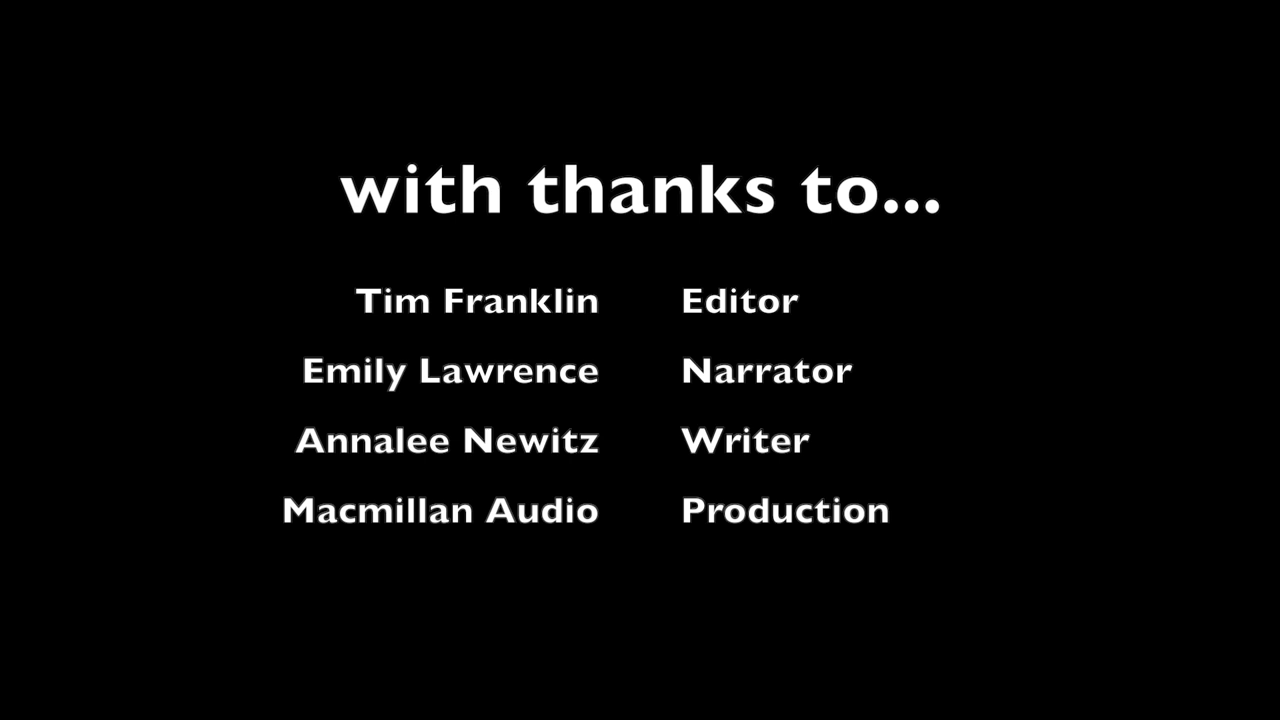 with thanks to...
Tim Franklin Editor
Emily Lawrence Narrator
Annalee Newitz Writer
Macmillan Audio Production